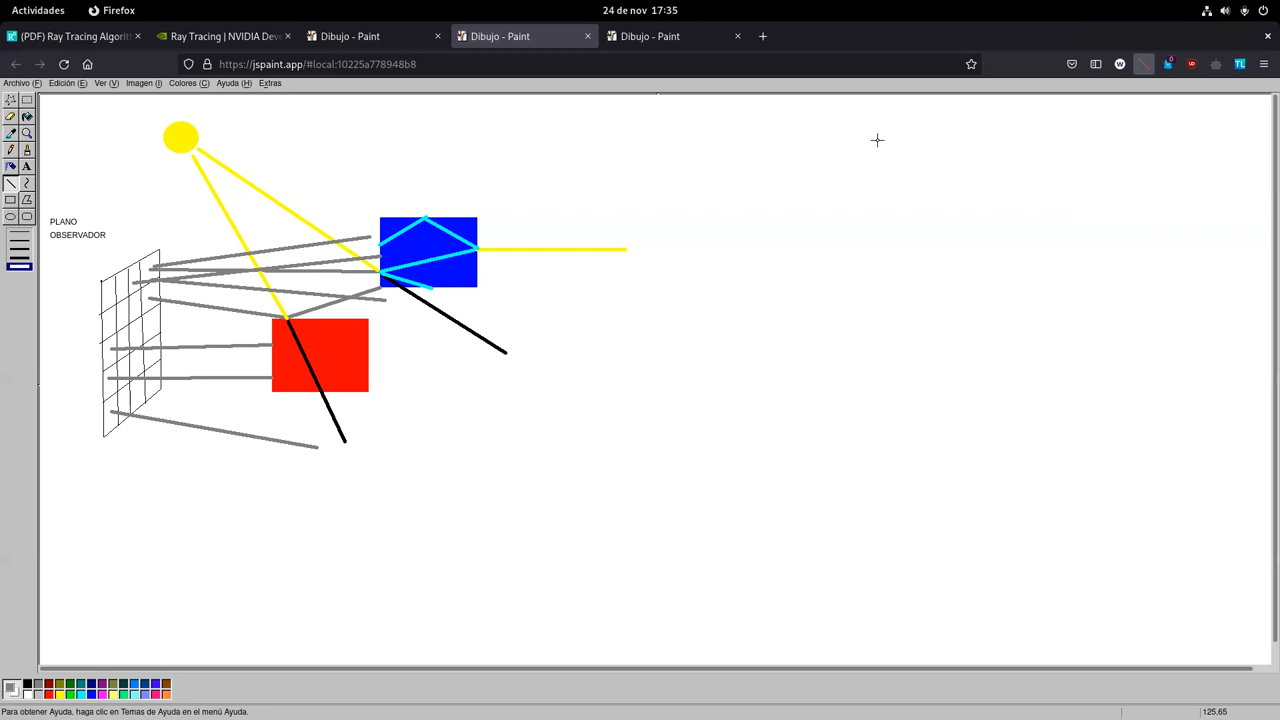 Actividades
Firefox
24 de nov 17:35
(PDF) Ray Tracing Algorit
Ray Tracing | NVIDIA Devel
Dibujo - Paint
Dibujo - Paint
Dibujo - Paint
https://jspaint.app/#local:10225a778948b8
Archivo (F) Edición (E) Ver (V) Imagen (I) Colores (C) Ayuda (H) Extras
PLANO
OBSERVADOR
Para obtener Ayuda, haga clic en Temas de Ayuda en el menú Ayuda.
125,65